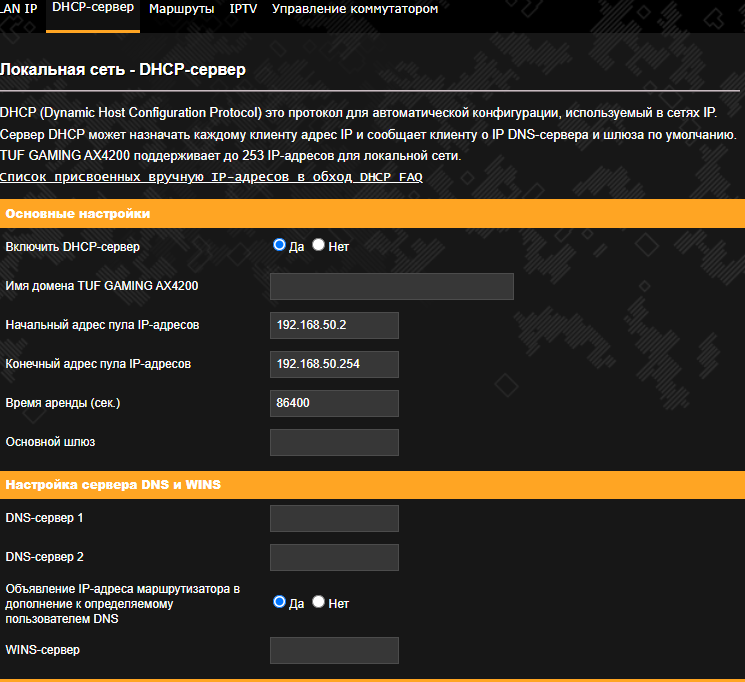 LAN IP DHCP-сервер Маршруты IPTV Управление коммутатором
Локальная сеть - DHCP-сервер
DHCP (Dynamic Host Configuration Protocol) это протокол для автоматической конфигурации, используемый в сетях IP.
Сервер DHCP может назначать каждому клиенту адрес IP и сообщает клиенту о IP DNS-сервера и шлюза по умолчанию.
TUF GAMING AX4200 поддерживает до 253 IP-адресов для локальной сети.
Список присвоенных вручную IP-адресов в обход DHCP FAQ
Основные настройки
Включить DHCP-сервер Да Нет
Имя домена TUF GAMING AX4200
Начальный адрес пула IP-адресов 192.168.50.2
Конечный адрес пула IP-адресов 192.168.50.254
Время аренды (сек.) 86400
Основной шлюз
Настройка сервера DNS и WINS
DNS-сервер 1
DNS-сервер 2
Объявление IP-адреса маршрутизатора в
дополнение к определяемому Да Нет
пользователем DNS
WINS-сервер